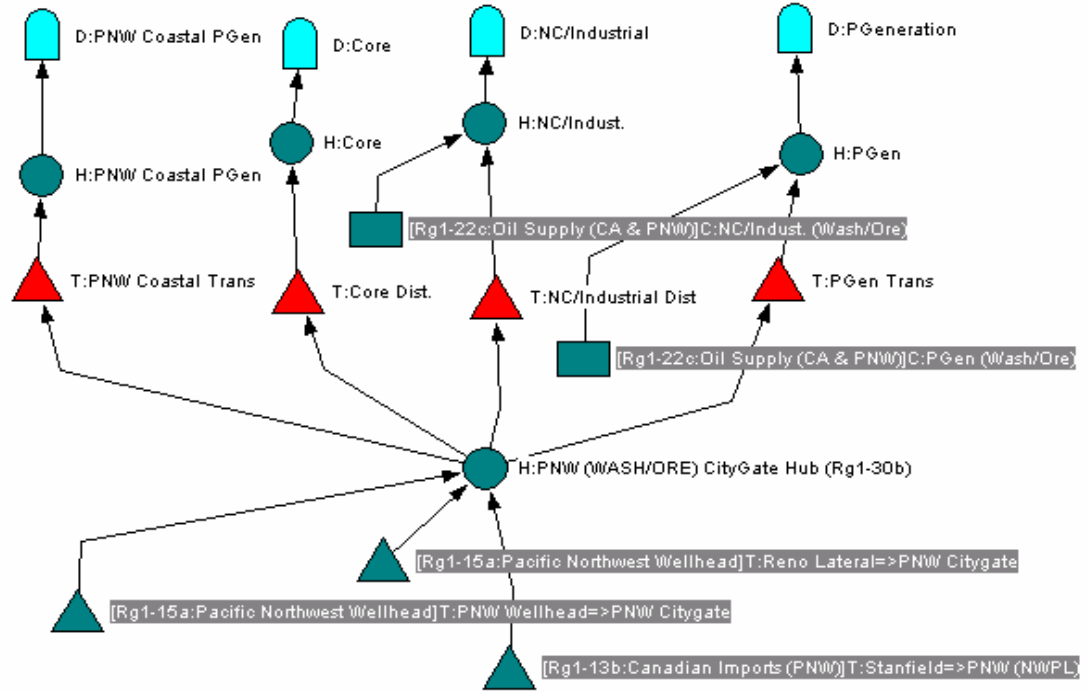 D:PNW Coastal PGen
D:Core
D:NC/Industrial
D:PGeneration
H:PNW Coastal PGen
H:Core
H:NC/Indust.
H:PGen
[Rg1-22c:Oil Supply (CA & PNW)]C:NC/Indust. (Wash/Ore)
T:PNW Coastal Trans
T:Core Dist.
T:NC/Industrial Dist
T:PGen Trans
[Rg1-22c:Oil Supply (CA & PNW)]C:PGen (Wash/Ore)
H:PNW (WASH/ORE) CityGate Hub (Rg1-30b)
[Rg1-15a:Pacific Northwest Wellhead]T:Reno Lateral=>PNW Citygate
[Rg1-15a:Pacific Northwest Wellhead]T:PNW Wellhead=>PNW Citygate
[Rg1-13b:Canadian Imports (PNW)]T:Stanfield=>PNW (NWPL)